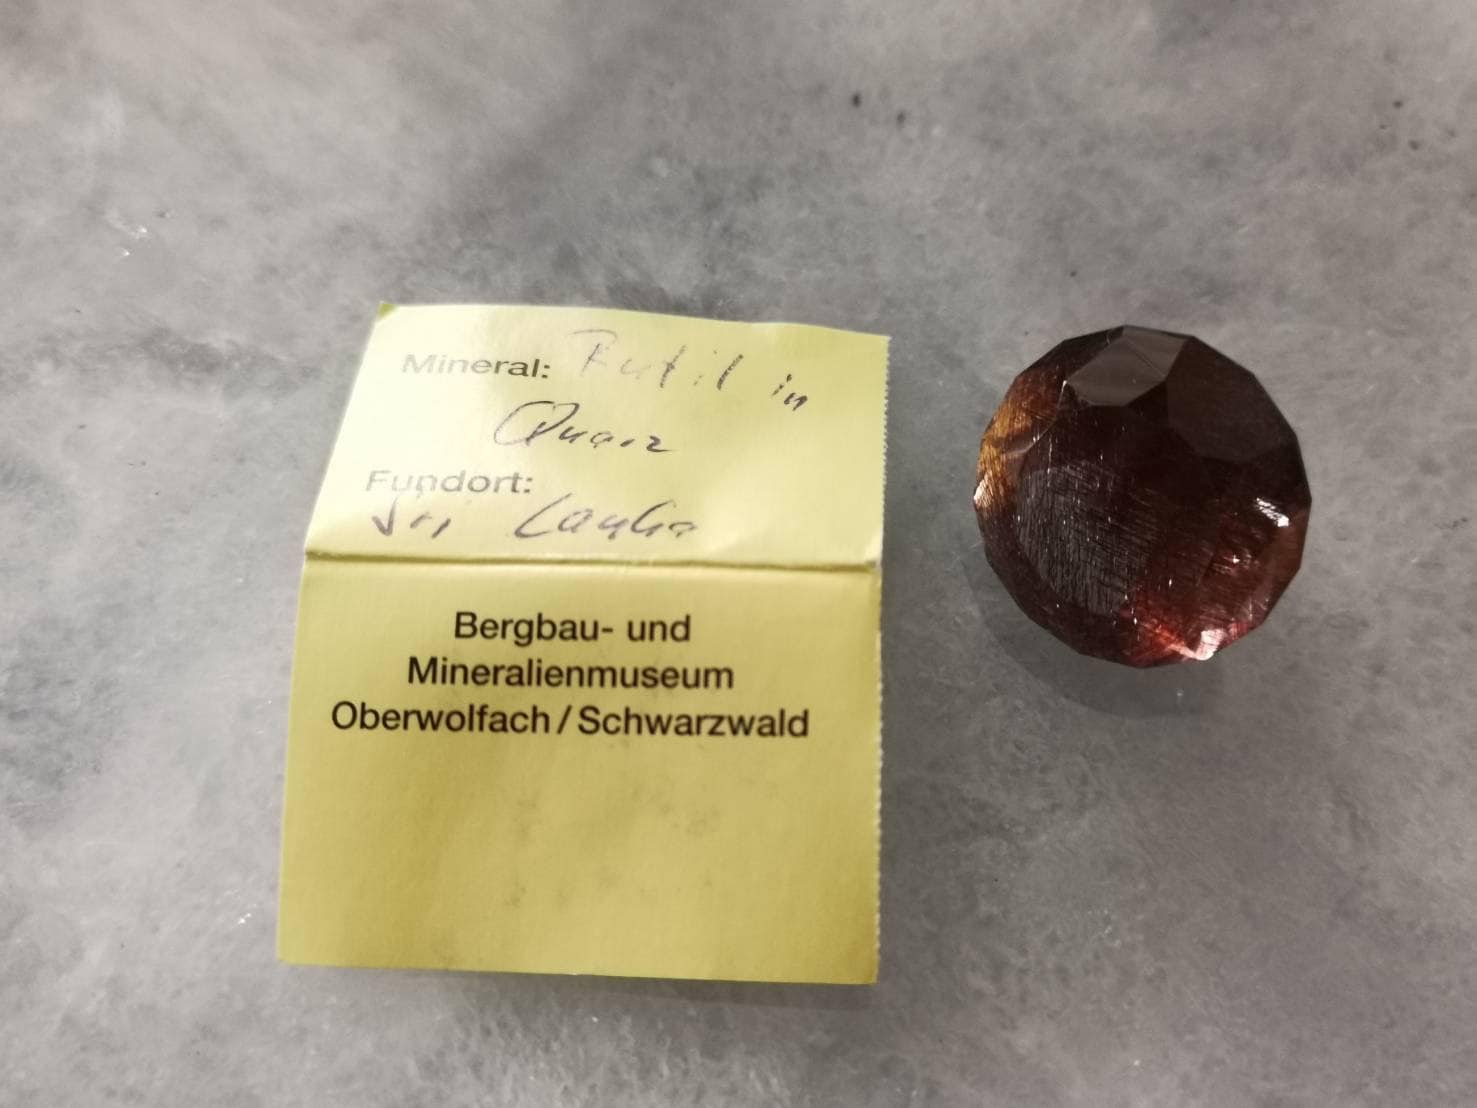 Mineral: Rutil in
Quarz
Fundort:
Sri Lanka
Bergbau- und
Mineralienmuseum
Oberwolfach / Schwarzwald